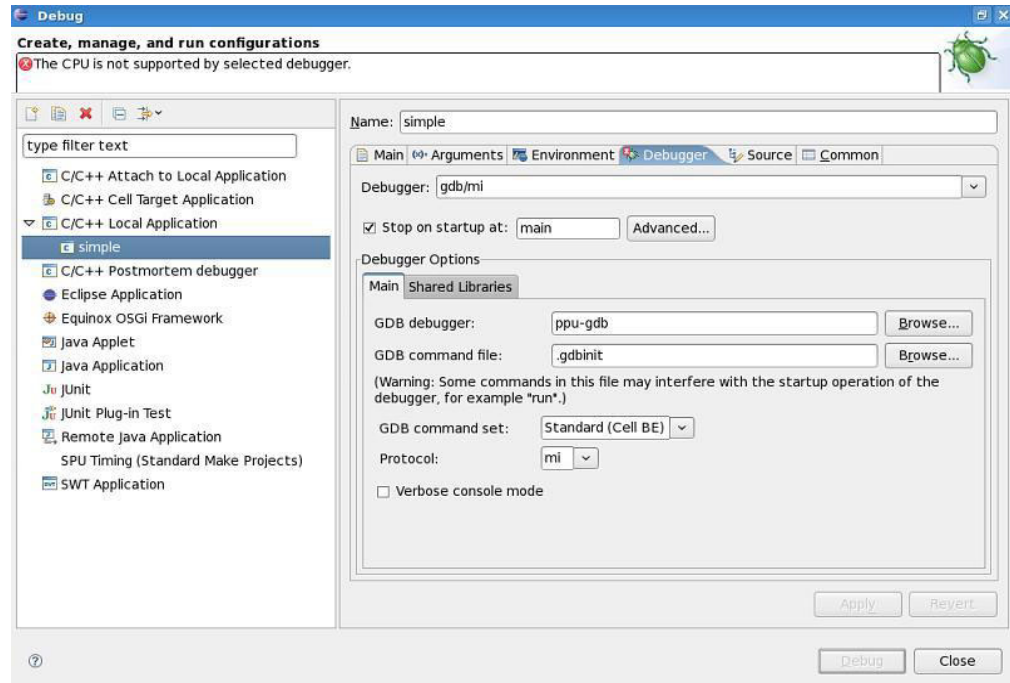 Debug
Create, manage, and run configurations
The CPU is not supported by selected debugger.
type filter text
C/C++ Attach to Local Application
C/C++ Cell Target Application
C/C++ Local Application
simple
C/C++ Postmortem debugger
Eclipse Application
Equinox OSGi Framework
Java Applet
Java Application
JUnit
JUnit Plug-in Test
Remote Java Application
SPU Timing (Standard Make Projects)
SWT Application
Name: simple
Main Arguments Environment Debugger Source Common
Debugger: gdb/mi
Stop on startup at: main Advanced...
Debugger Options
Main Shared Libraries
GDB debugger: ppu-gdb Browse...
GDB command file: .gdbinit Browse...
(Warning: Some commands in this file may interfere with the startup operation of the
debugger, for example "run".)
GDB command set: Standard (Cell BE)
Protocol: mi
Verbose console mode
Apply Revert
Debug Close